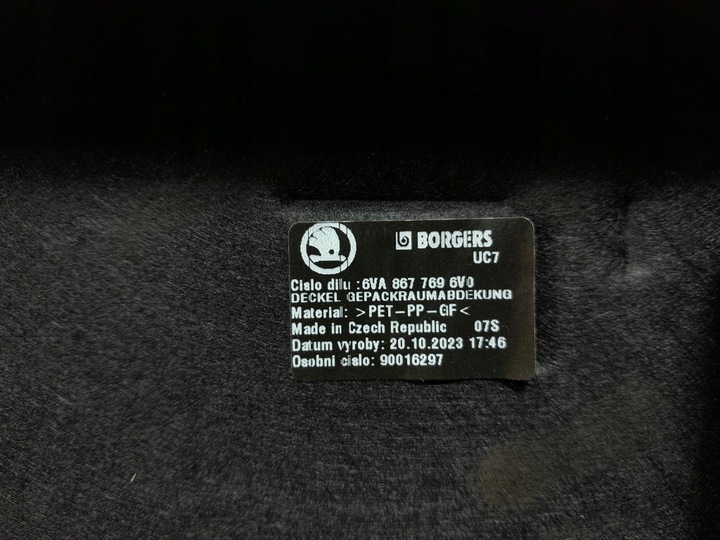 BORGERS
UC7
Cislo dilu :6VA 867 769 6V0
DECKEL GEPACKRAUMABDEKUNG
Material: >PET-PP-GF<
Made in Czech Republic 07S
Datum vyroby: 20.10.2023 17:46
Osobni cislo: 90016297